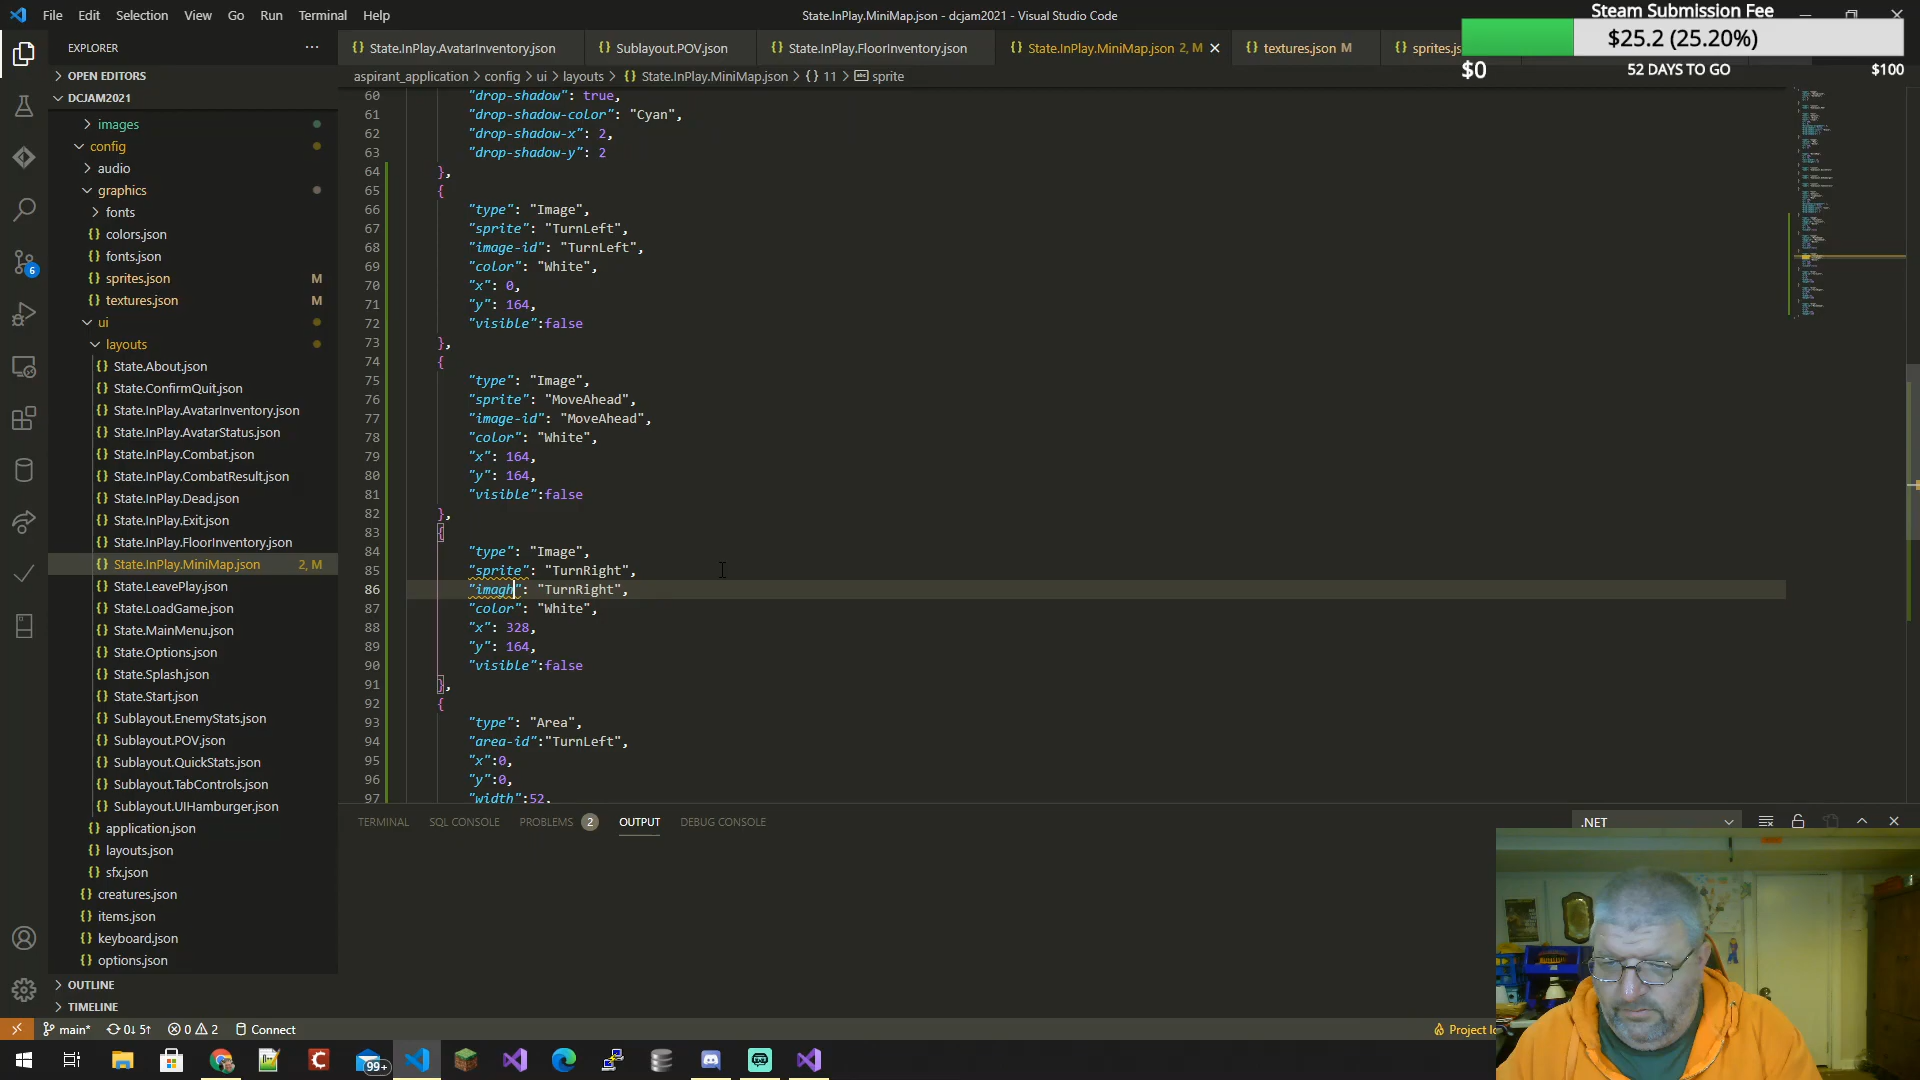 File Edit Selection View Go Run Terminal Help
State.InPlay.MiniMap.json - dcjam2021 - Visual Studio Code
Steam Submission Fee
$25.2 (25.20%)
$0 52 DAYS TO GO $100
EXPLORER
OPEN EDITORS
DCJAM2021
images
config
audio
graphics
fonts
colors.json
fonts.json
sprites.json M
textures.json M
ui
layouts
State.About.json
State.ConfirmQuit.json
State.InPlay.AvatarInventory.json
State.InPlay.AvatarStatus.json
State.InPlay.Combat.json
State.InPlay.CombatResult.json
State.InPlay.Dead.json
State.InPlay.Exit.json
State.InPlay.FloorInventory.json
State.InPlay.MiniMap.json 2, M
State.LeavePlay.json
State.LoadGame.json
State.MainMenu.json
State.Options.json
State.Splash.json
State.Start.json
Sublayout.EnemyStats.json
Sublayout.POV.json
Sublayout.QuickStats.json
Sublayout.TabControls.json
Sublayout.UIHamburger.json
application.json
layouts.json
sfx.json
creatures.json
items.json
keyboard.json
options.json
OUTLINE
TIMELINE
State.InPlay.AvatarInventory.json Sublayout.POV.json State.InPlay.FloorInventory.json State.InPlay.MiniMap.json 2, M textures.json M sprites.js
aspirant_application > config > ui > layouts > {} State.InPlay.MiniMap.json > {} 11 > sprite
60 "drop-shadow": true,
61 "drop-shadow-color": "Cyan",
62 "drop-shadow-x": 2,
63 "drop-shadow-y": 2
64 },
65 {
66 "type": "Image",
67 "sprite": "TurnLeft",
68 "image-id": "TurnLeft",
69 "color": "White",
70 "x": 0,
71 "y": 164,
72 "visible":false
73 },
74 {
75 "type": "Image",
76 "sprite": "MoveAhead",
77 "image-id": "MoveAhead",
78 "color": "White",
79 "x": 164,
80 "y": 164,
81 "visible":false
82 },
83 {
84 "type": "Image",
85 "sprite": "TurnRight",
86 "imagh": "TurnRight",
87 "color": "White",
88 "x": 328,
89 "y": 164,
90 "visible":false
91 },
92 {
93 "type": "Area",
94 "area-id":"TurnLeft",
95 "x":0,
96 "y":0,
97 "width":52,
TERMINAL SQL CONSOLE PROBLEMS 2 OUTPUT DEBUG CONSOLE .NET
6
main* 0↓ 5↑ 0 2 Connect
Project Io
99+